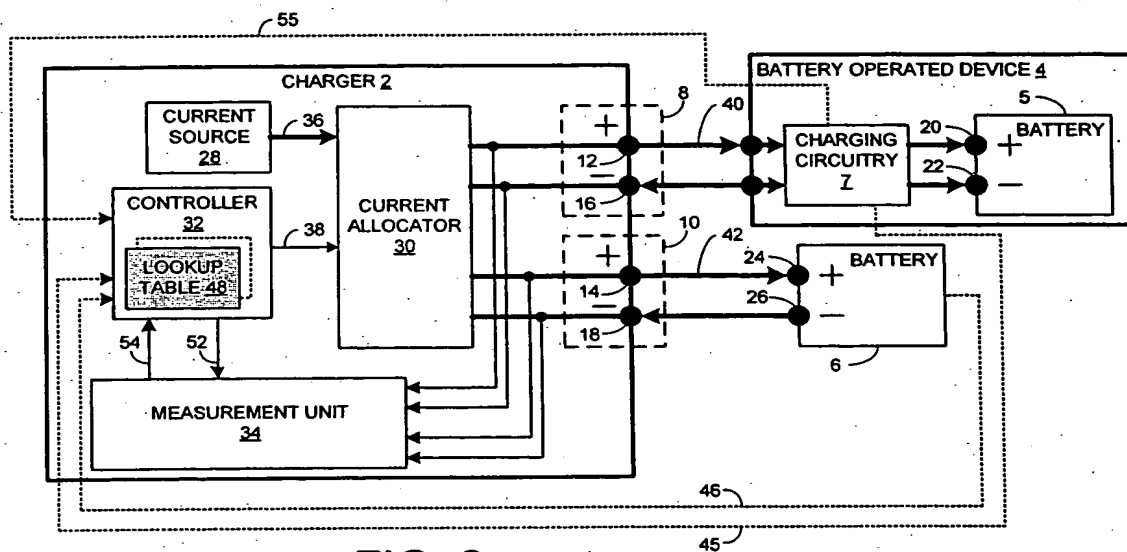 55
CHARGER 2
BATTERY OPERATED DEVICE 4
CURRENT
SOURCE
28
36
CURRENT
ALLOCATOR
30
8
+
12
−
16
40
CHARGING
CIRCUITRY
7
5
20
BATTERY
+
22
−
CONTROLLER
32
38
LOOKUP
TABLE 48
10
+
14
−
18
42
24
BATTERY
+
26
−
6
54
52
MEASUREMENT UNIT
34
46
45